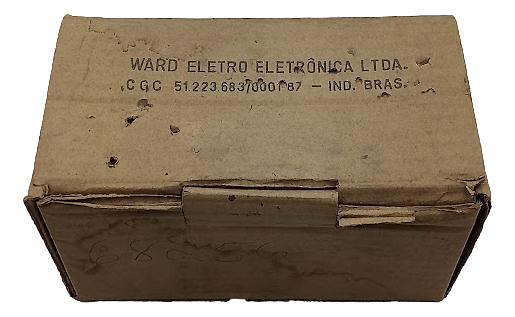 WARD ELETRO ELETRÔNICA LTDA.
CGC 51.223.683/0001-87 - IND. BRAS.